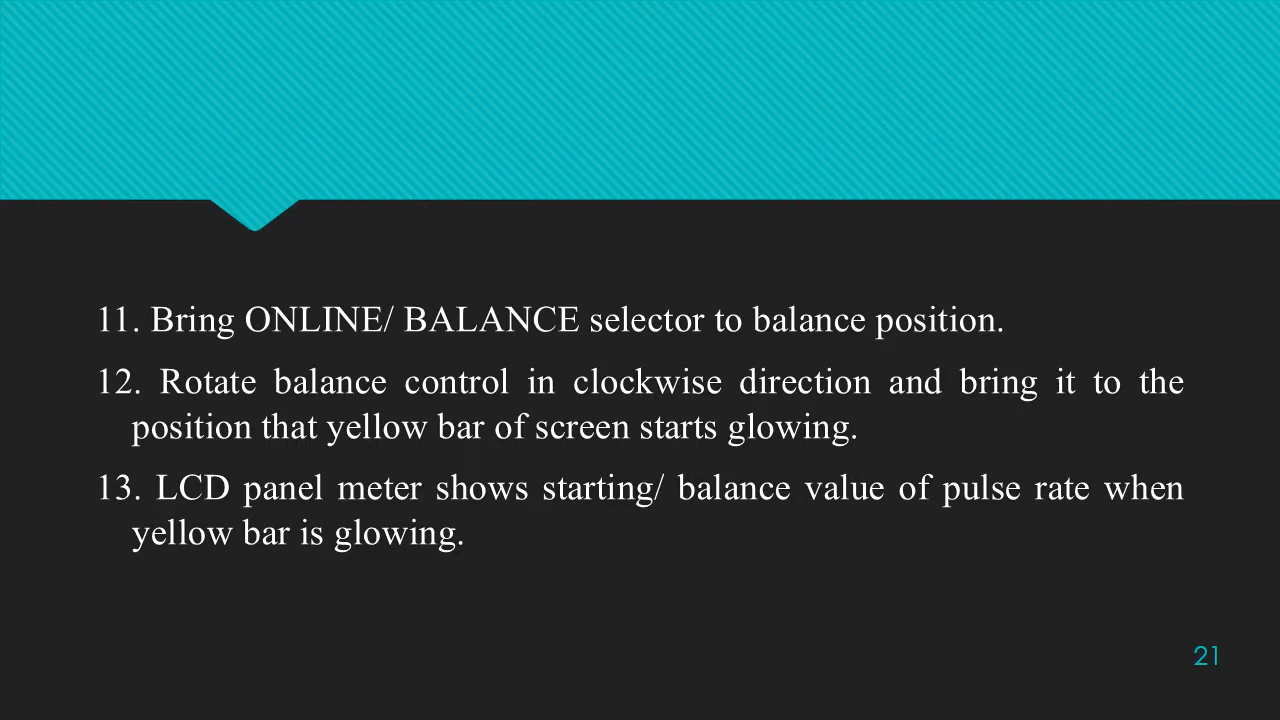 11. Bring ONLINE/ BALANCE selector to balance position.
12. Rotate balance control in clockwise direction and bring it to the
position that yellow bar of screen starts glowing.
13. LCD panel meter shows starting/ balance value of pulse rate when
yellow bar is glowing.
21